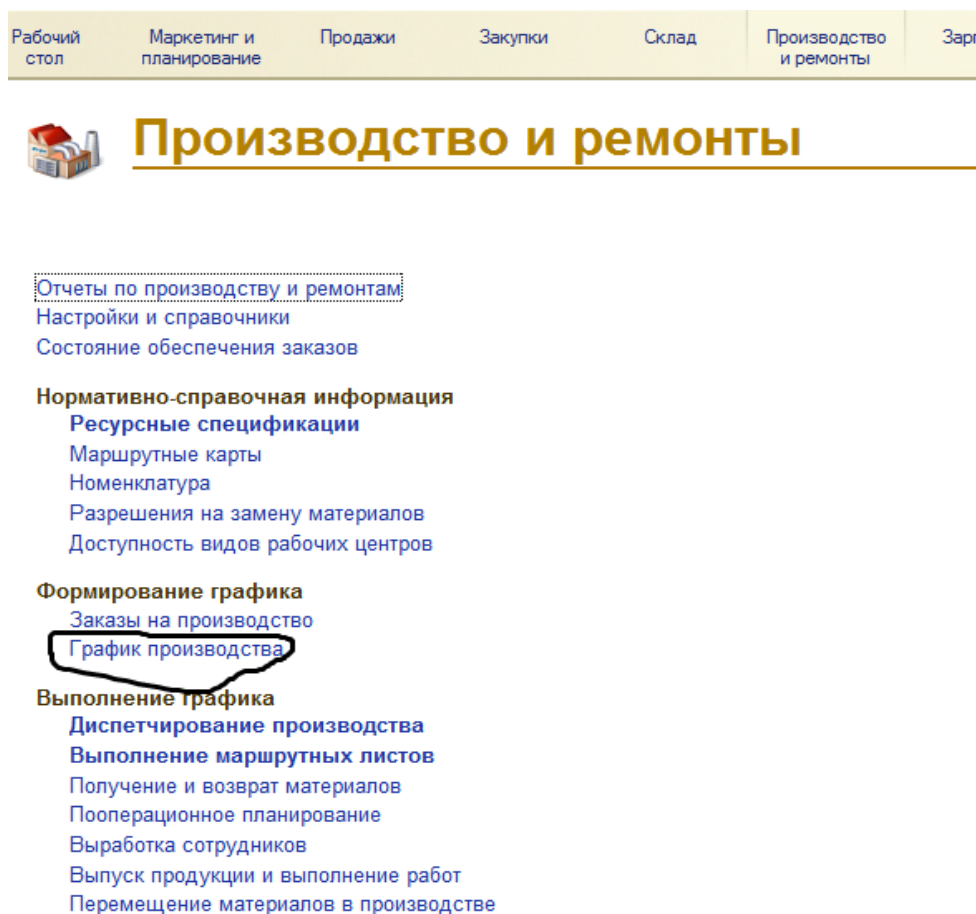 Рабочий стол
Маркетинг и планирование
Продажи
Закупки
Склад
Производство и ремонты
Зарп
Производство и ремонты
Отчеты по производству и ремонтам
Настройки и справочники
Состояние обеспечения заказов
Нормативно-справочная информация
Ресурсные спецификации
Маршрутные карты
Номенклатура
Разрешения на замену материалов
Доступность видов рабочих центров
Формирование графика
Заказы на производство
График производства
Выполнение графика
Диспетчирование производства
Выполнение маршрутных листов
Получение и возврат материалов
Пооперационное планирование
Выработка сотрудников
Выпуск продукции и выполнение работ
Перемещение материалов в производстве